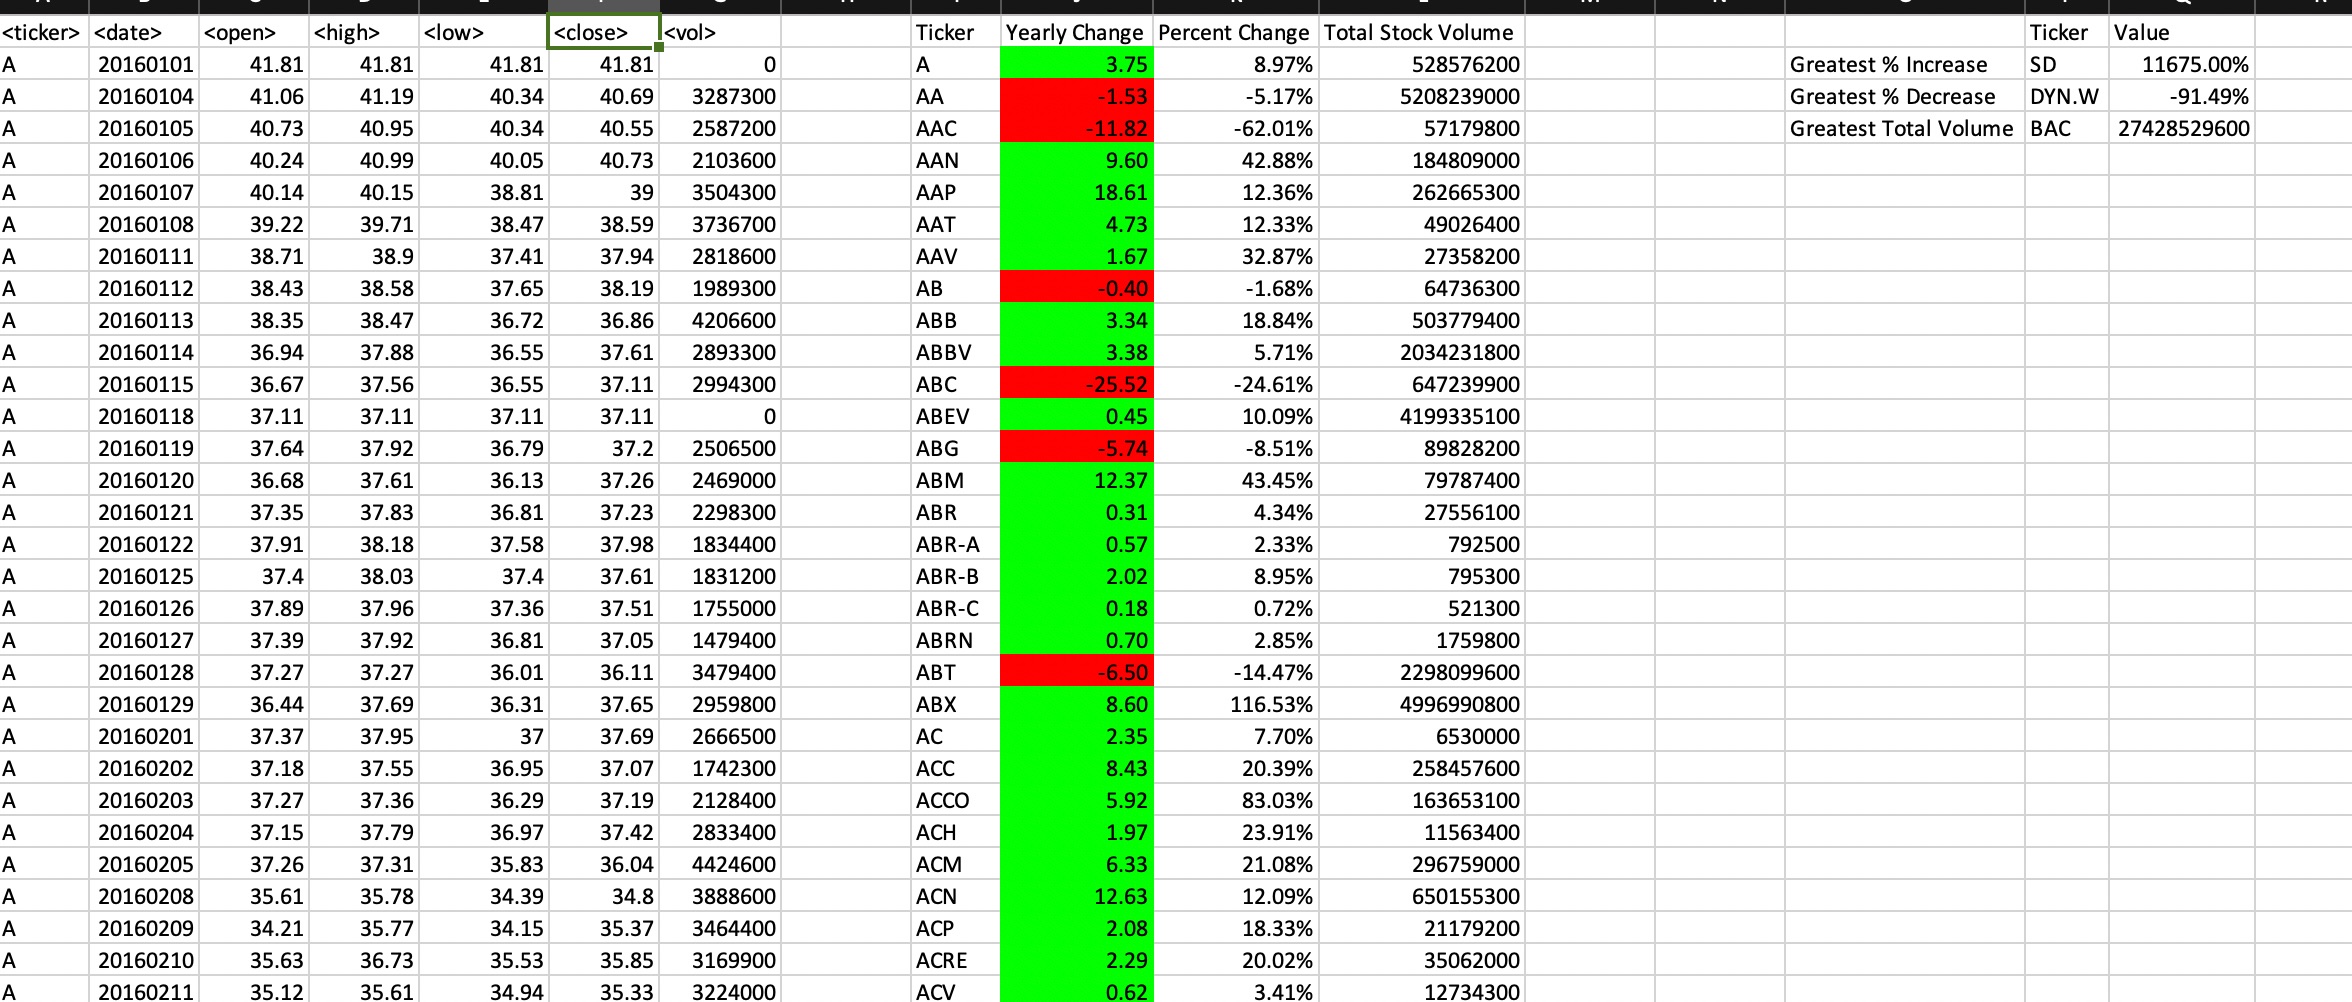 <ticker> <date> <open> <high> <low> <close> <vol> Ticker Yearly Change Percent Change Total Stock Volume Ticker Value
A 20160101 41.81 41.81 41.81 41.81 0 A 3.75 8.97% 528576200 Greatest % Increase SD 11675.00%
A 20160104 41.06 41.19 40.34 40.69 3287300 AA -1.53 -5.17% 5208239000 Greatest % Decrease DYN.W -91.49%
A 20160105 40.73 40.95 40.34 40.55 2587200 AAC -11.82 -62.01% 57179800 Greatest Total Volume BAC 27428529600
A 20160106 40.24 40.99 40.05 40.73 2103600 AAN 9.60 42.88% 184809000
A 20160107 40.14 40.15 38.81 39 3504300 AAP 18.61 12.36% 262665300
A 20160108 39.22 39.71 38.47 38.59 3736700 AAT 4.73 12.33% 49026400
A 20160111 38.71 38.9 37.41 37.94 2818600 AAV 1.67 32.87% 27358200
A 20160112 38.43 38.58 37.65 38.19 1989300 AB -0.40 -1.68% 64736300
A 20160113 38.35 38.47 36.72 36.86 4206600 ABB 3.34 18.84% 503779400
A 20160114 36.94 37.88 36.55 37.61 2893300 ABBV 3.38 5.71% 2034231800
A 20160115 36.67 37.56 36.55 37.11 2994300 ABC -25.52 -24.61% 647239900
A 20160118 37.11 37.11 37.11 37.11 0 ABEV 0.45 10.09% 4199335100
A 20160119 37.64 37.92 36.79 37.2 2506500 ABG -5.74 -8.51% 89828200
A 20160120 36.68 37.61 36.13 37.26 2469000 ABM 12.37 43.45% 79787400
A 20160121 37.35 37.83 36.81 37.23 2298300 ABR 0.31 4.34% 27556100
A 20160122 37.91 38.18 37.58 37.98 1834400 ABR-A 0.57 2.33% 792500
A 20160125 37.4 38.03 37.4 37.61 1831200 ABR-B 2.02 8.95% 795300
A 20160126 37.89 37.96 37.36 37.51 1755000 ABR-C 0.18 0.72% 521300
A 20160127 37.39 37.92 36.81 37.05 1479400 ABRN 0.70 2.85% 1759800
A 20160128 37.27 37.27 36.01 36.11 3479400 ABT -6.50 -14.47% 2298099600
A 20160129 36.44 37.69 36.31 37.65 2959800 ABX 8.60 116.53% 4996990800
A 20160201 37.37 37.95 37 37.69 2666500 AC 2.35 7.70% 6530000
A 20160202 37.18 37.55 36.95 37.07 1742300 ACC 8.43 20.39% 258457600
A 20160203 37.27 37.36 36.29 37.19 2128400 ACCO 5.92 83.03% 163653100
A 20160204 37.15 37.79 36.97 37.42 2833400 ACH 1.97 23.91% 11563400
A 20160205 37.26 37.31 35.83 36.04 4424600 ACM 6.33 21.08% 296759000
A 20160208 35.61 35.78 34.39 34.8 3888600 ACN 12.63 12.09% 650155300
A 20160209 34.21 35.77 34.15 35.37 3464400 ACP 2.08 18.33% 21179200
A 20160210 35.63 36.73 35.53 35.85 3169900 ACRE 2.29 20.02% 35062000
A 20160211 35.12 35.61 34.94 35.33 3224000 ACV 0.62 3.41% 12734300